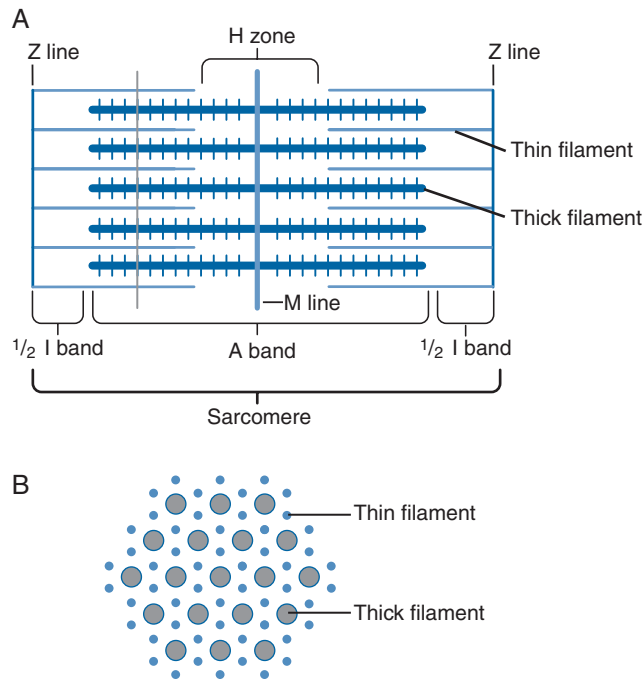 A
H zone
Z line
Z line
Thin filament
Thick filament
M line
1/2 I band
A band
1/2 I band
Sarcomere
B
Thin filament
Thick filament